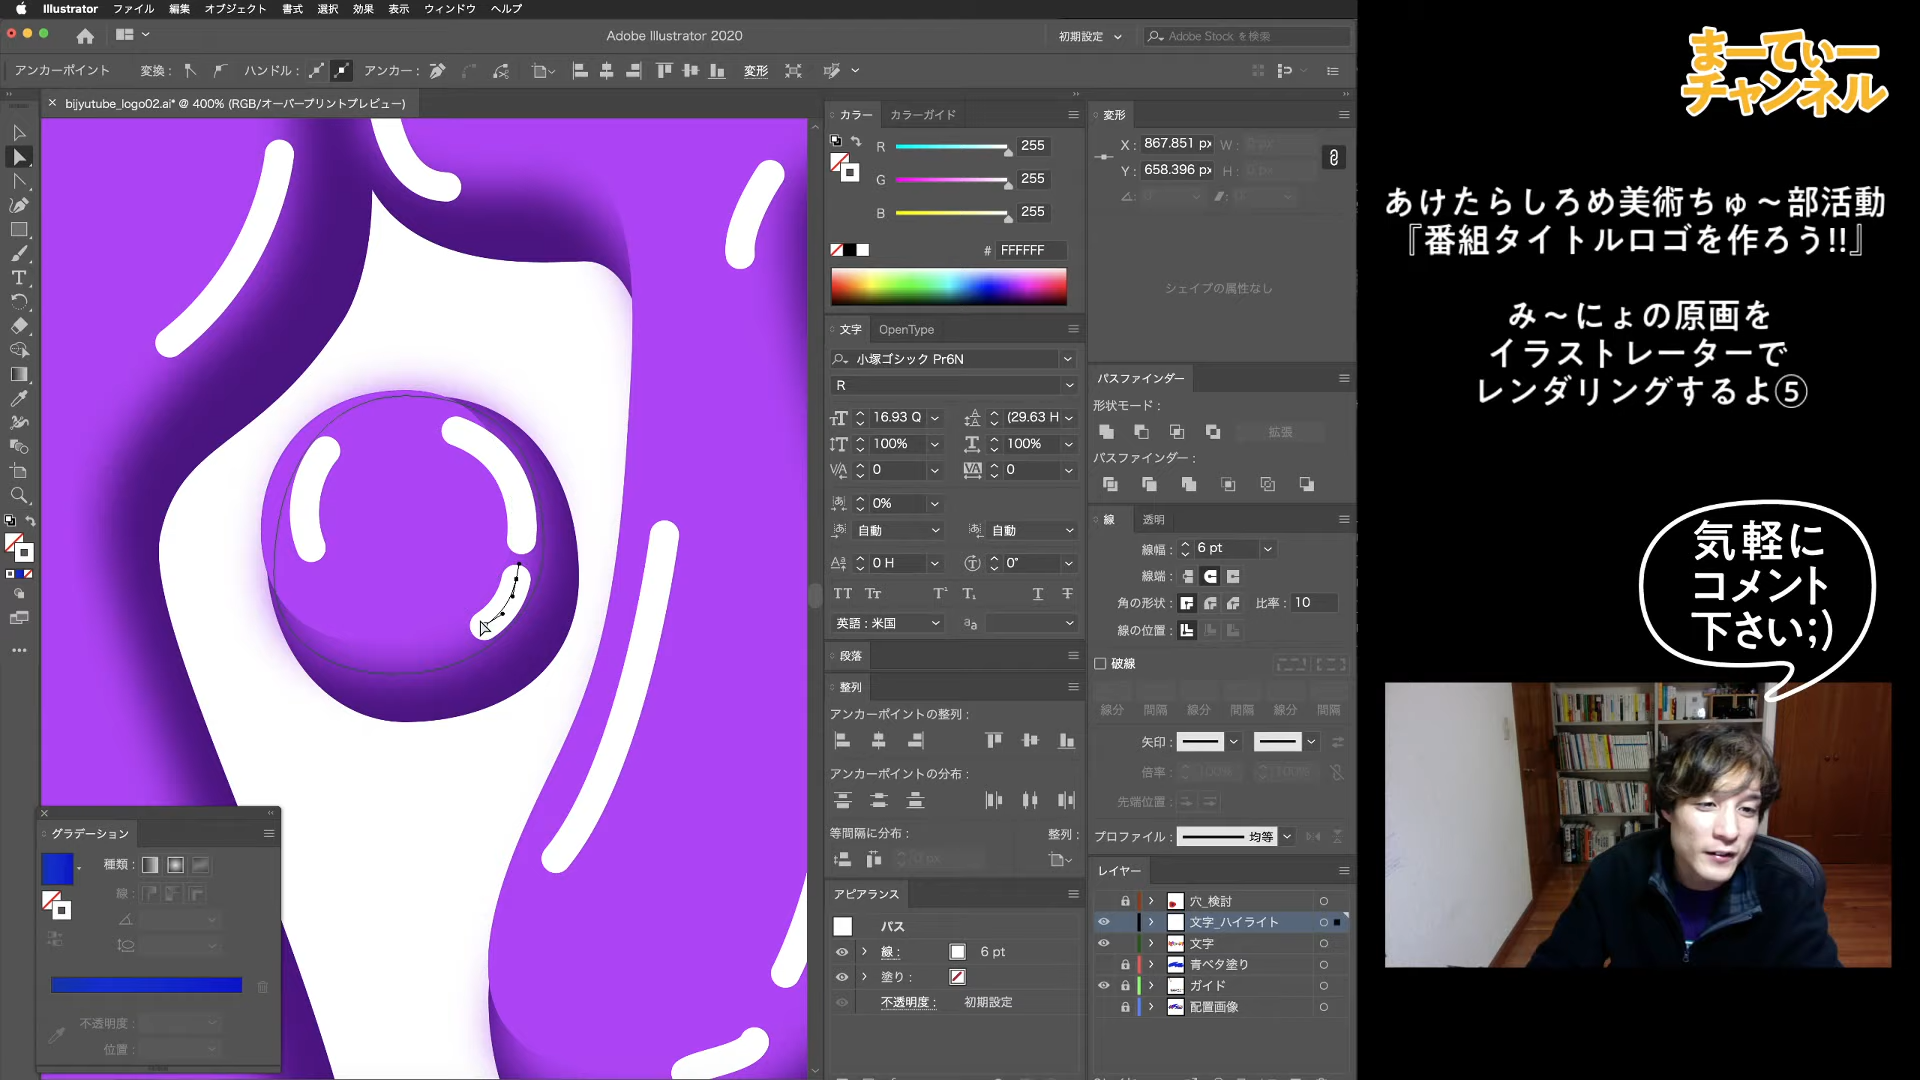 Illustrator ファイル 編集 オブジェクト 書式 選択 効果 表示 ウィンドウ ヘルプ
Adobe Illustrator 2020
初期設定
Adobe Stock を検索
アンカーポイント 変換: ハンドル: アンカー: 変形
bijyutube_logo02.ai* @ 400% (RGB/オーバープリントプレビュー)
カラー カラーガイド
R 255
G 255
B 255
# FFFFFF
文字 OpenType
小塚ゴシック Pr6N
R
16.93 Q (29.63 H
100% 100%
0 0
0%
自動 自動
0 H 0°
英語:米国
段落
整列
アンカーポイントの整列:
アンカーポイントの分布:
等間隔に分布: 整列:
0 px
アピアランス
パス
線: 6 pt
塗り:
不透明度: 初期設定
変形
X: 867.851 px W: 0 px
Y: 658.396 px H: 0 px
シェイプの属性なし
パスファインダー
形状モード:
拡張
パスファインダー:
線 透明
線幅: 6 pt
線端:
角の形状: 比率: 10
線の位置:
破線
線分 間隔 線分 間隔 線分 間隔
矢印:
倍率: 100% 100%
先端位置:
プロファイル: 均等
レイヤー
穴_検討
文字_ハイライト
文字
青ベタ塗り
ガイド
配置画像
グラデーション
種類:
線:
不透明度:
位置:
まーてぃー
チャンネル
あけたらしろめ美術ちゅ～部活動
『番組タイトルロゴを作ろう!!』
み～にょの原画を
イラストレーターで
レンダリングするよ⑤
気軽に
コメント
下さい;)